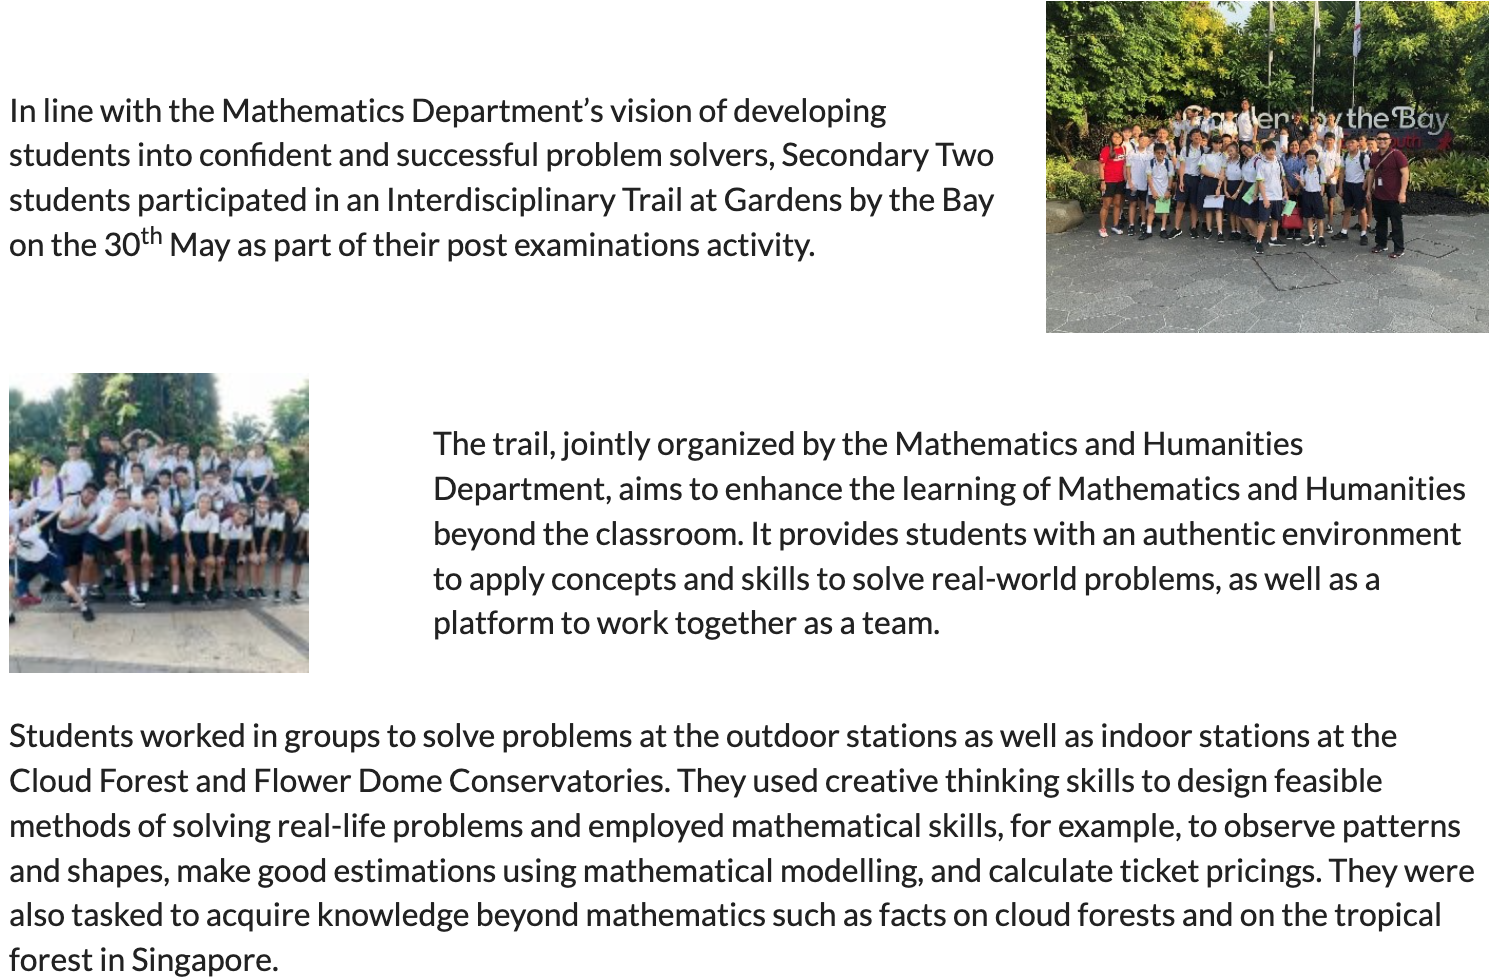 Gardens by the Bay
In line with the Mathematics Department’s vision of developing
students into confident and successful problem solvers, Secondary Two
students participated in an Interdisciplinary Trail at Gardens by the Bay
on the 30th May as part of their post examinations activity.
The trail, jointly organized by the Mathematics and Humanities
Department, aims to enhance the learning of Mathematics and Humanities
beyond the classroom. It provides students with an authentic environment
to apply concepts and skills to solve real-world problems, as well as a
platform to work together as a team.
Students worked in groups to solve problems at the outdoor stations as well as indoor stations at the
Cloud Forest and Flower Dome Conservatories. They used creative thinking skills to design feasible
methods of solving real-life problems and employed mathematical skills, for example, to observe patterns
and shapes, make good estimations using mathematical modelling, and calculate ticket pricings. They were
also tasked to acquire knowledge beyond mathematics such as facts on cloud forests and on the tropical
forest in Singapore.